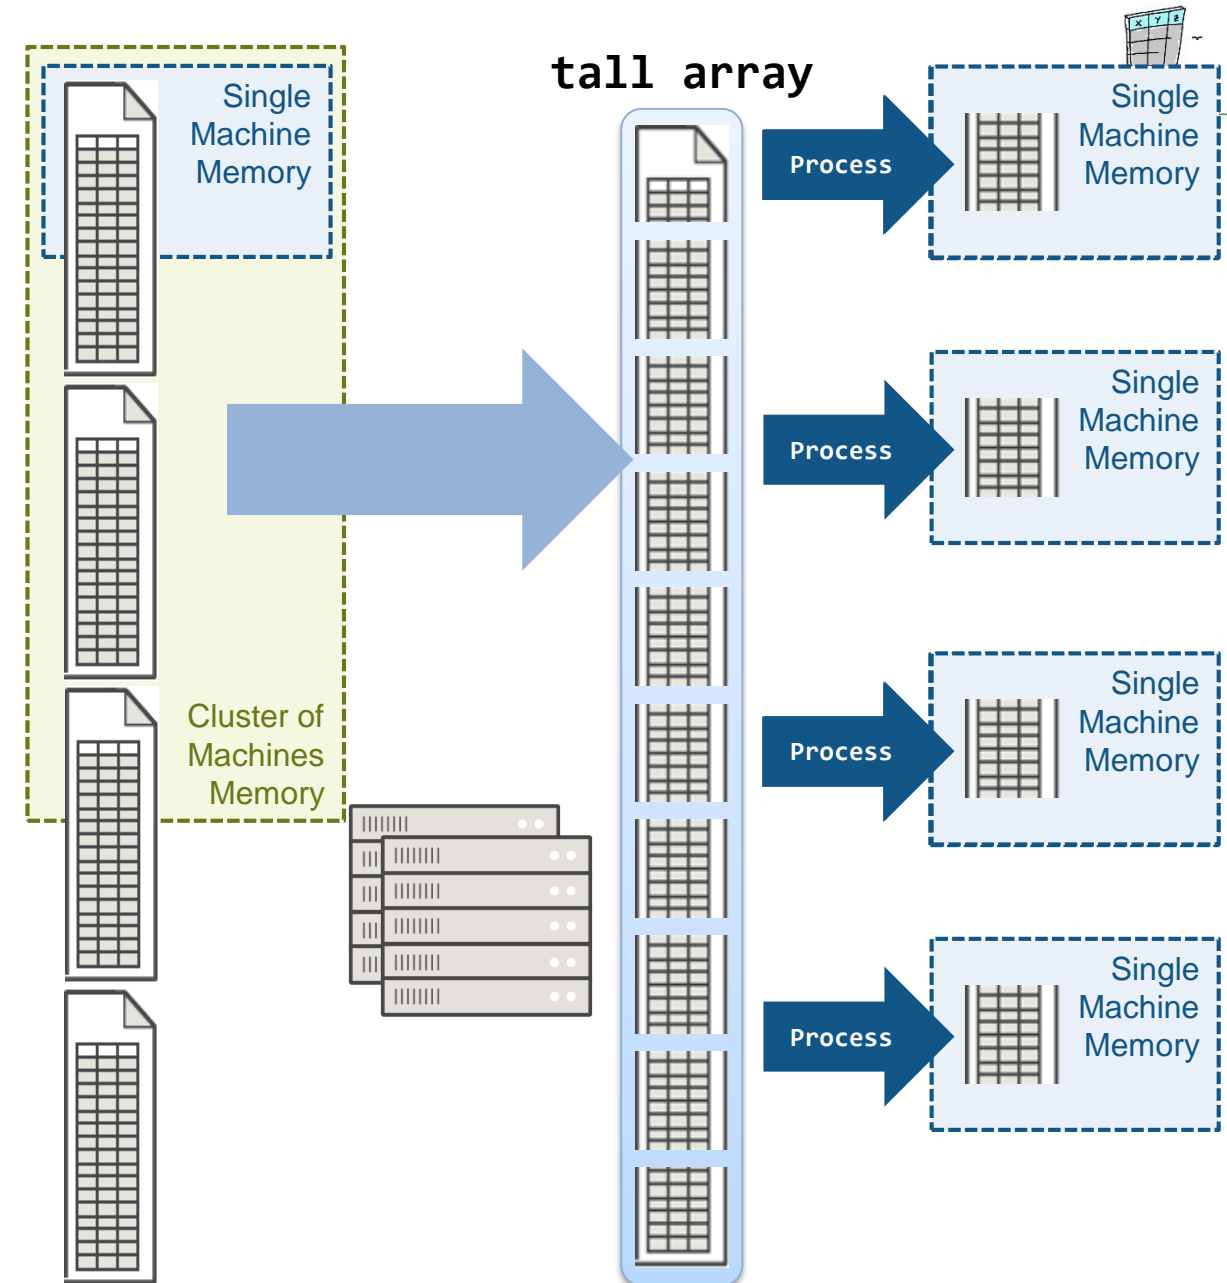 tall array
x y z
Single
Machine
Memory
Process
Single
Machine
Memory
Process
Single
Machine
Memory
Cluster of
Machines
Memory
Process
Single
Machine
Memory
Process
Single
Machine
Memory